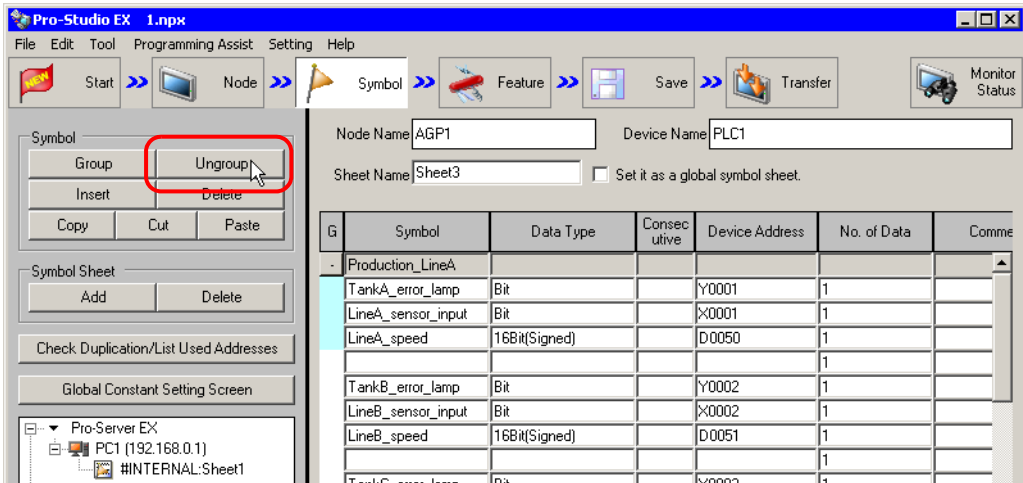 Pro-Studio EX 1.npx
File Edit Tool Programming Assist Setting Help
NEW Start Node Symbol Feature Save Transfer Monitor Status
Symbol
Group Ungroup
Insert Delete
Copy Cut Paste
Symbol Sheet
Add Delete
Check Duplication/List Used Addresses
Global Constant Setting Screen
Pro-Server EX
PC1 (192.168.0.1)
#INTERNAL:Sheet1
Node Name AGP1 Device Name PLC1
Sheet Name Sheet3 Set it as a global symbol sheet.
G Symbol Data Type Consec utive Device Address No. of Data Comme
- Production_LineA
TankA_error_lamp Bit Y0001 1
LineA_sensor_input Bit X0001 1
LineA_speed 16Bit(Signed) D0050 1
1
TankB_error_lamp Bit Y0002 1
LineB_sensor_input Bit X0002 1
LineB_speed 16Bit(Signed) D0051 1
1